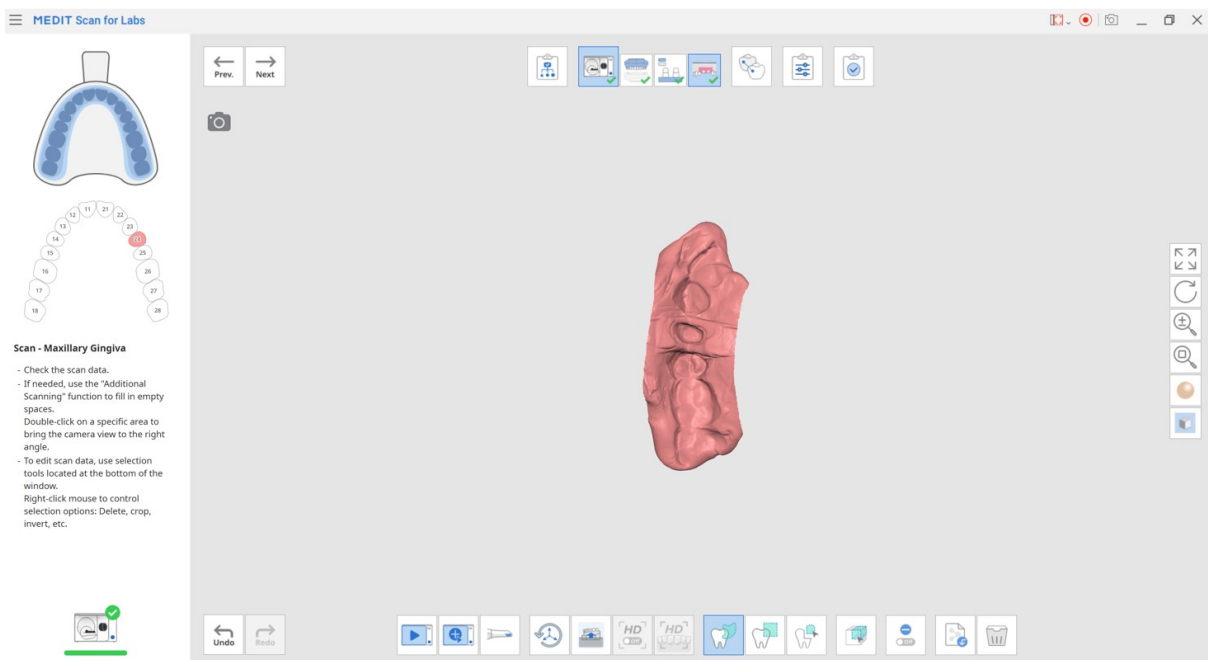 MEDIT Scan for Labs
Prev.
Next
11 21
12 22
13 23
14 24
15 25
16 26
17 27
18 28
Scan - Maxillary Gingiva
- Check the scan data.
- If needed, use the "Additional
Scanning" function to fill in empty
spaces.
Double-click on a specific area to
bring the camera view to the right
angle.
- To edit scan data, use selection
tools located at the bottom of the
window.
Right-click mouse to control
selection options: Delete, crop,
invert, etc.
Undo
Redo
HD
OFF
HD
OFF